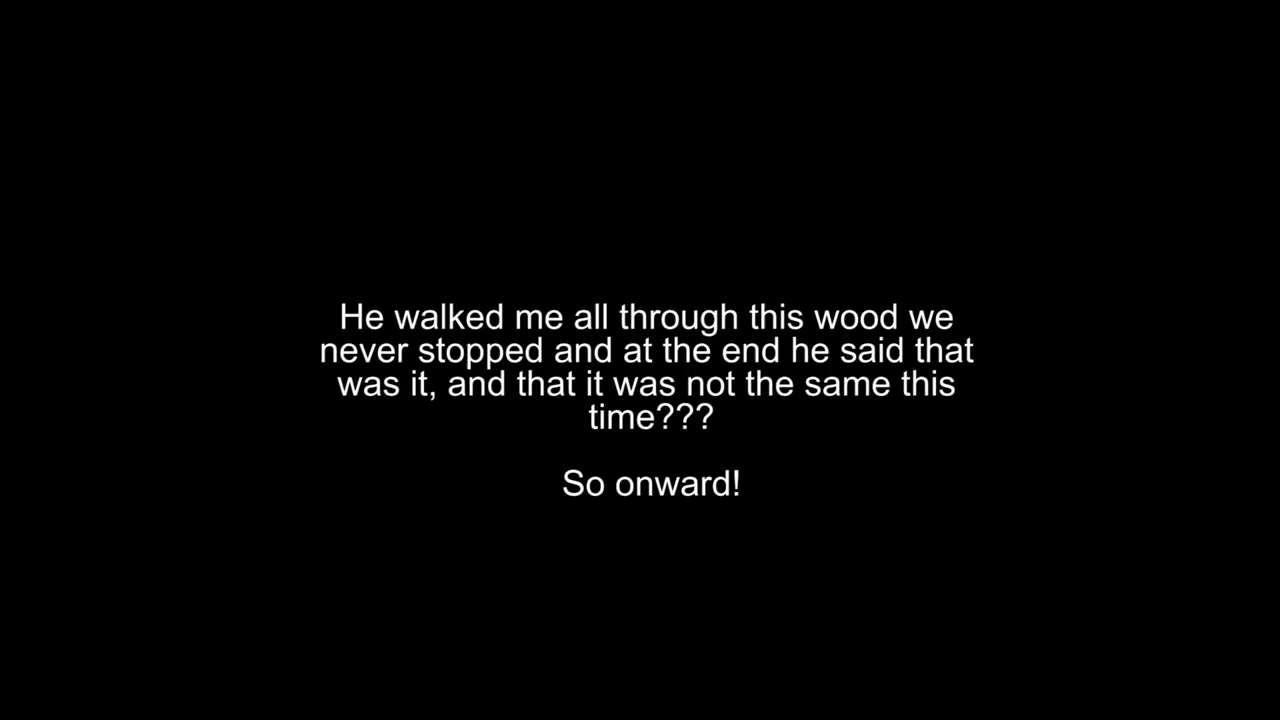 He walked me all through this wood we
never stopped and at the end he said that
was it, and that it was not the same this
time???
So onward!